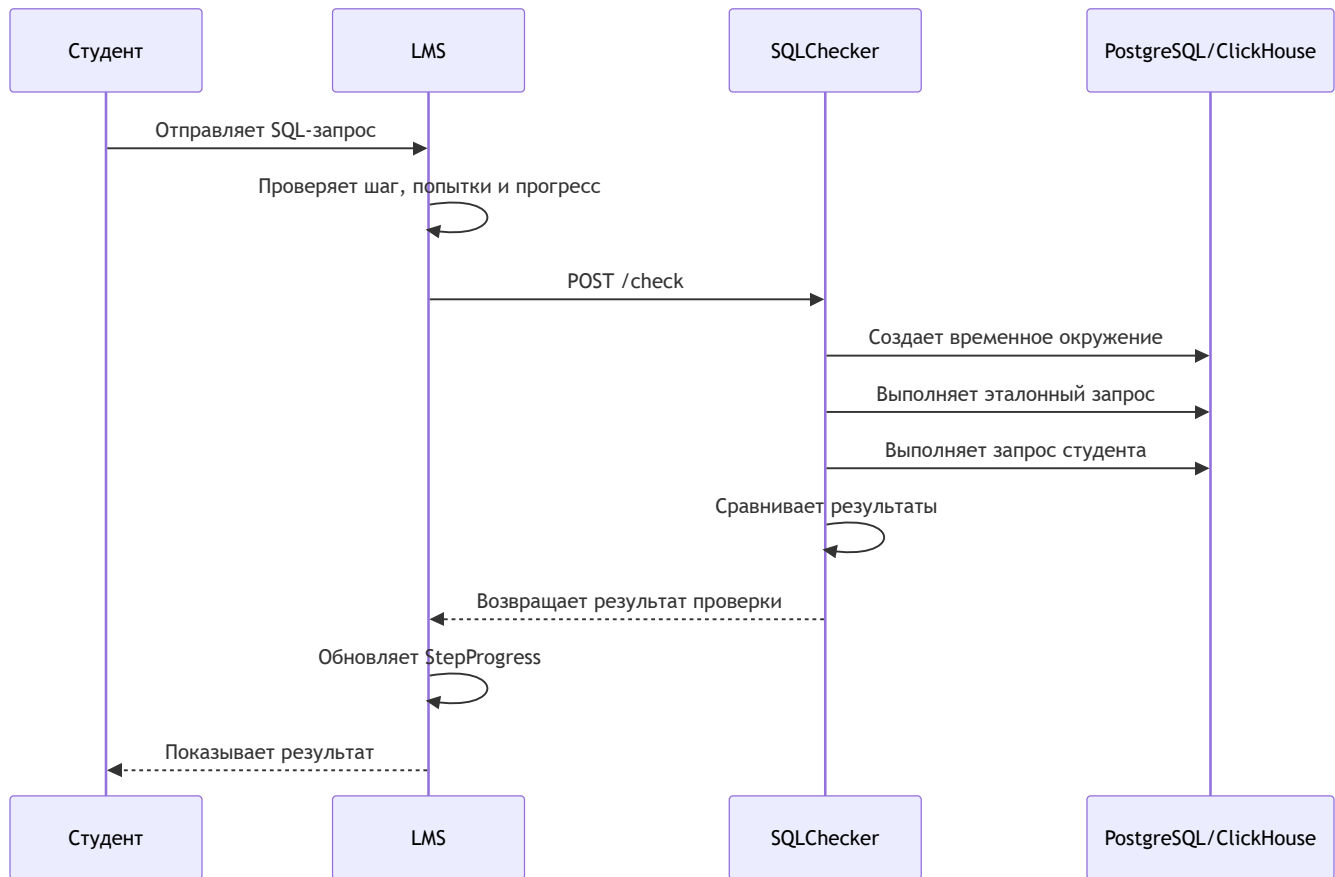 Студент
LMS
SQLChecker
PostgreSQL/ClickHouse
Отправляет SQL-запрос
Проверяет шаг, попытки и прогресс
POST /check
Создает временное окружение
Выполняет эталонный запрос
Выполняет запрос студента
Сравнивает результаты
Возвращает результат проверки
Обновляет StepProgress
Показывает результат
Студент
LMS
SQLChecker
PostgreSQL/ClickHouse